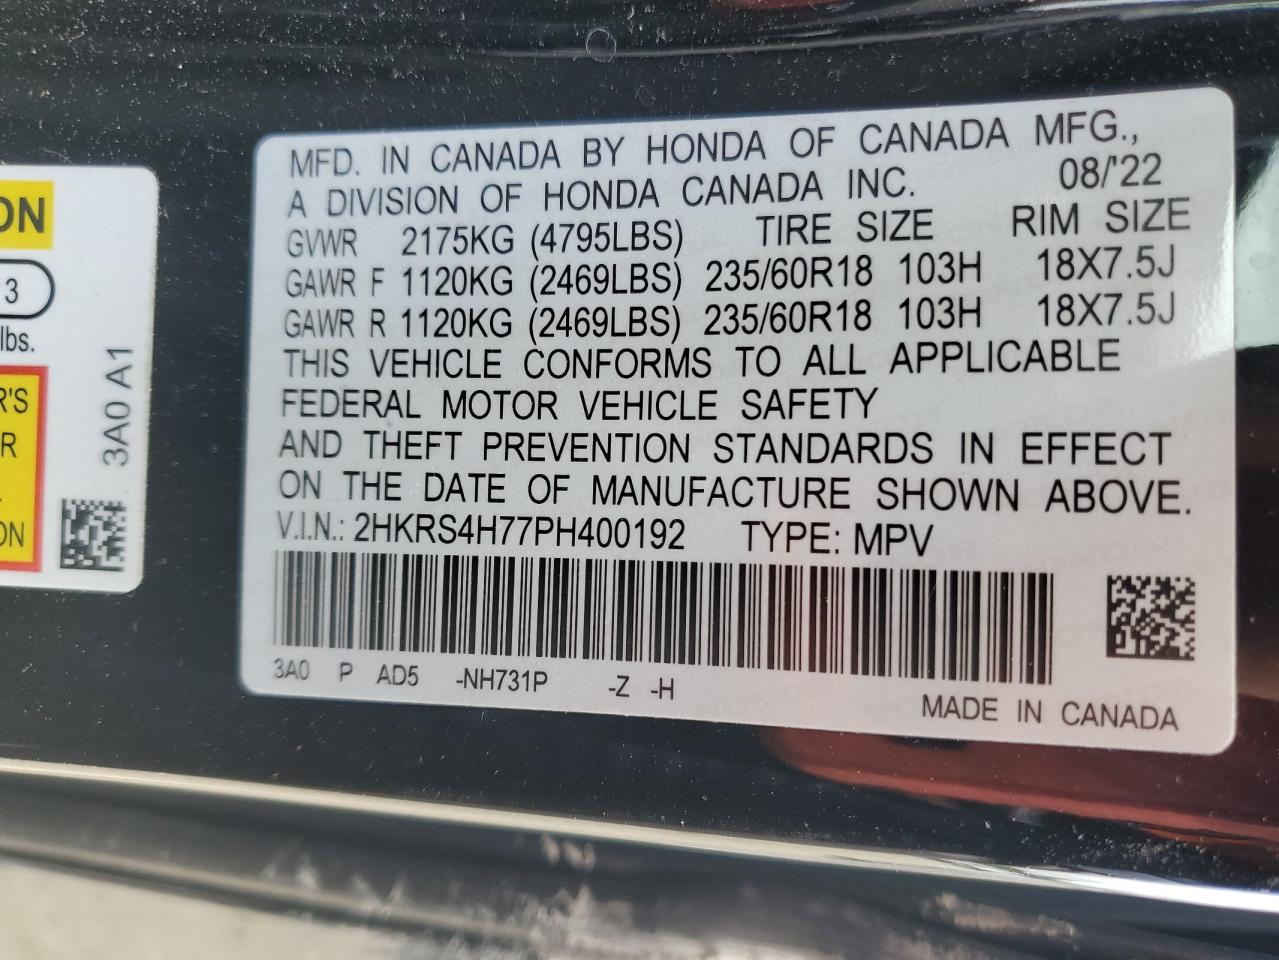 MFD. IN CANADA BY HONDA OF CANADA MFG.,
A DIVISION OF HONDA CANADA INC. 08/'22
GVWR 2175KG (4795LBS) TIRE SIZE RIM SIZE
GAWR F 1120KG (2469LBS) 235/60R18 103H 18X7.5J
GAWR R 1120KG (2469LBS) 235/60R18 103H 18X7.5J
THIS VEHICLE CONFORMS TO ALL APPLICABLE
FEDERAL MOTOR VEHICLE SAFETY
AND THEFT PREVENTION STANDARDS IN EFFECT
ON THE DATE OF MANUFACTURE SHOWN ABOVE.
V.I.N.: 2HKRS4H77PH400192 TYPE: MPV
3A0 P AD5 -NH731P -Z -H
MADE IN CANADA
ON
3
lbs.
3A0 A1
R'S
R
ON